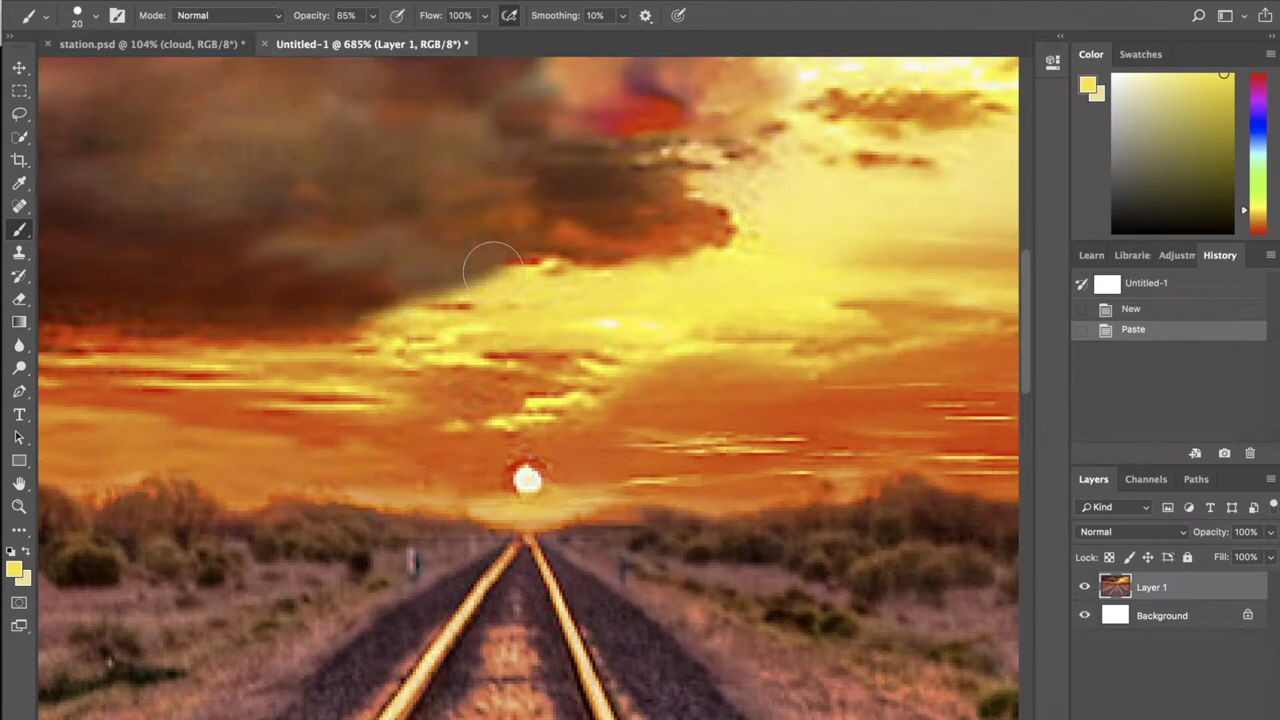 Mode: Normal Opacity: 85% Flow: 100% Smoothing: 10%
20
× station.psd @ 104% (cloud, RGB/8*) * × Untitled-1 @ 685% (Layer 1, RGB/8*) *
Color Swatches
Learn Librarie Adjustm History
Untitled-1
New
Paste
Layers Channels Paths
Kind
Normal Opacity: 100%
Lock: Fill: 100%
Layer 1
Background